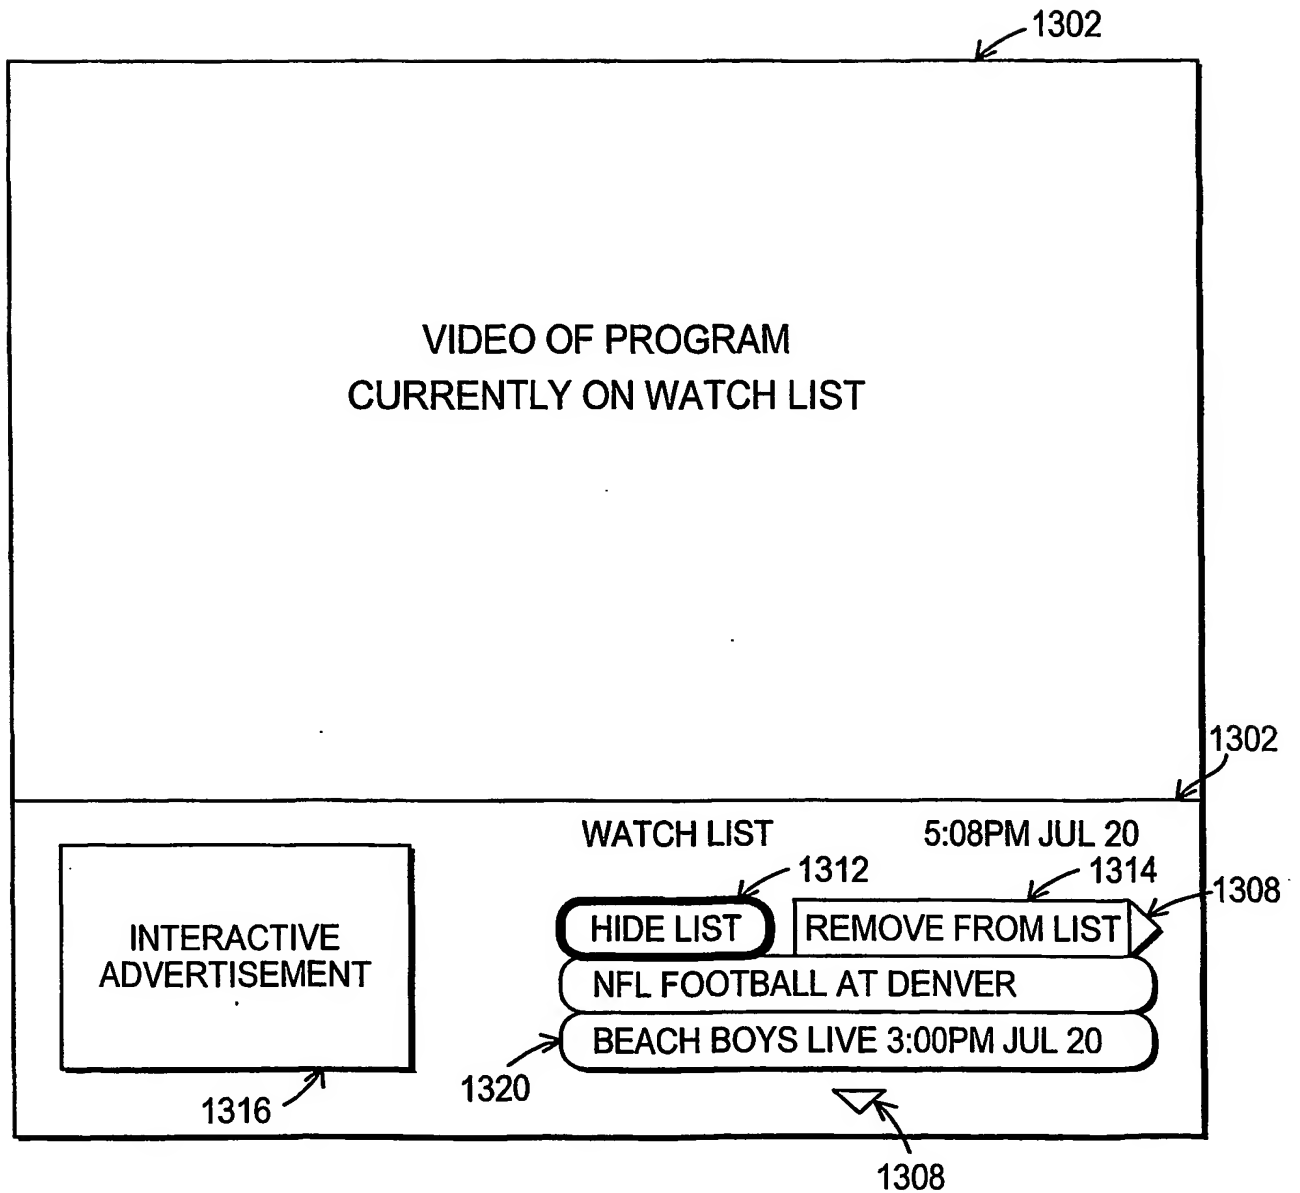 1302
VIDEO OF PROGRAM
CURRENTLY ON WATCH LIST
1302
WATCH LIST 5:08PM JUL 20
1312 1314 1308
HIDE LIST REMOVE FROM LIST
INTERACTIVE
ADVERTISEMENT
NFL FOOTBALL AT DENVER
BEACH BOYS LIVE 3:00PM JUL 20
1320
1316
1308